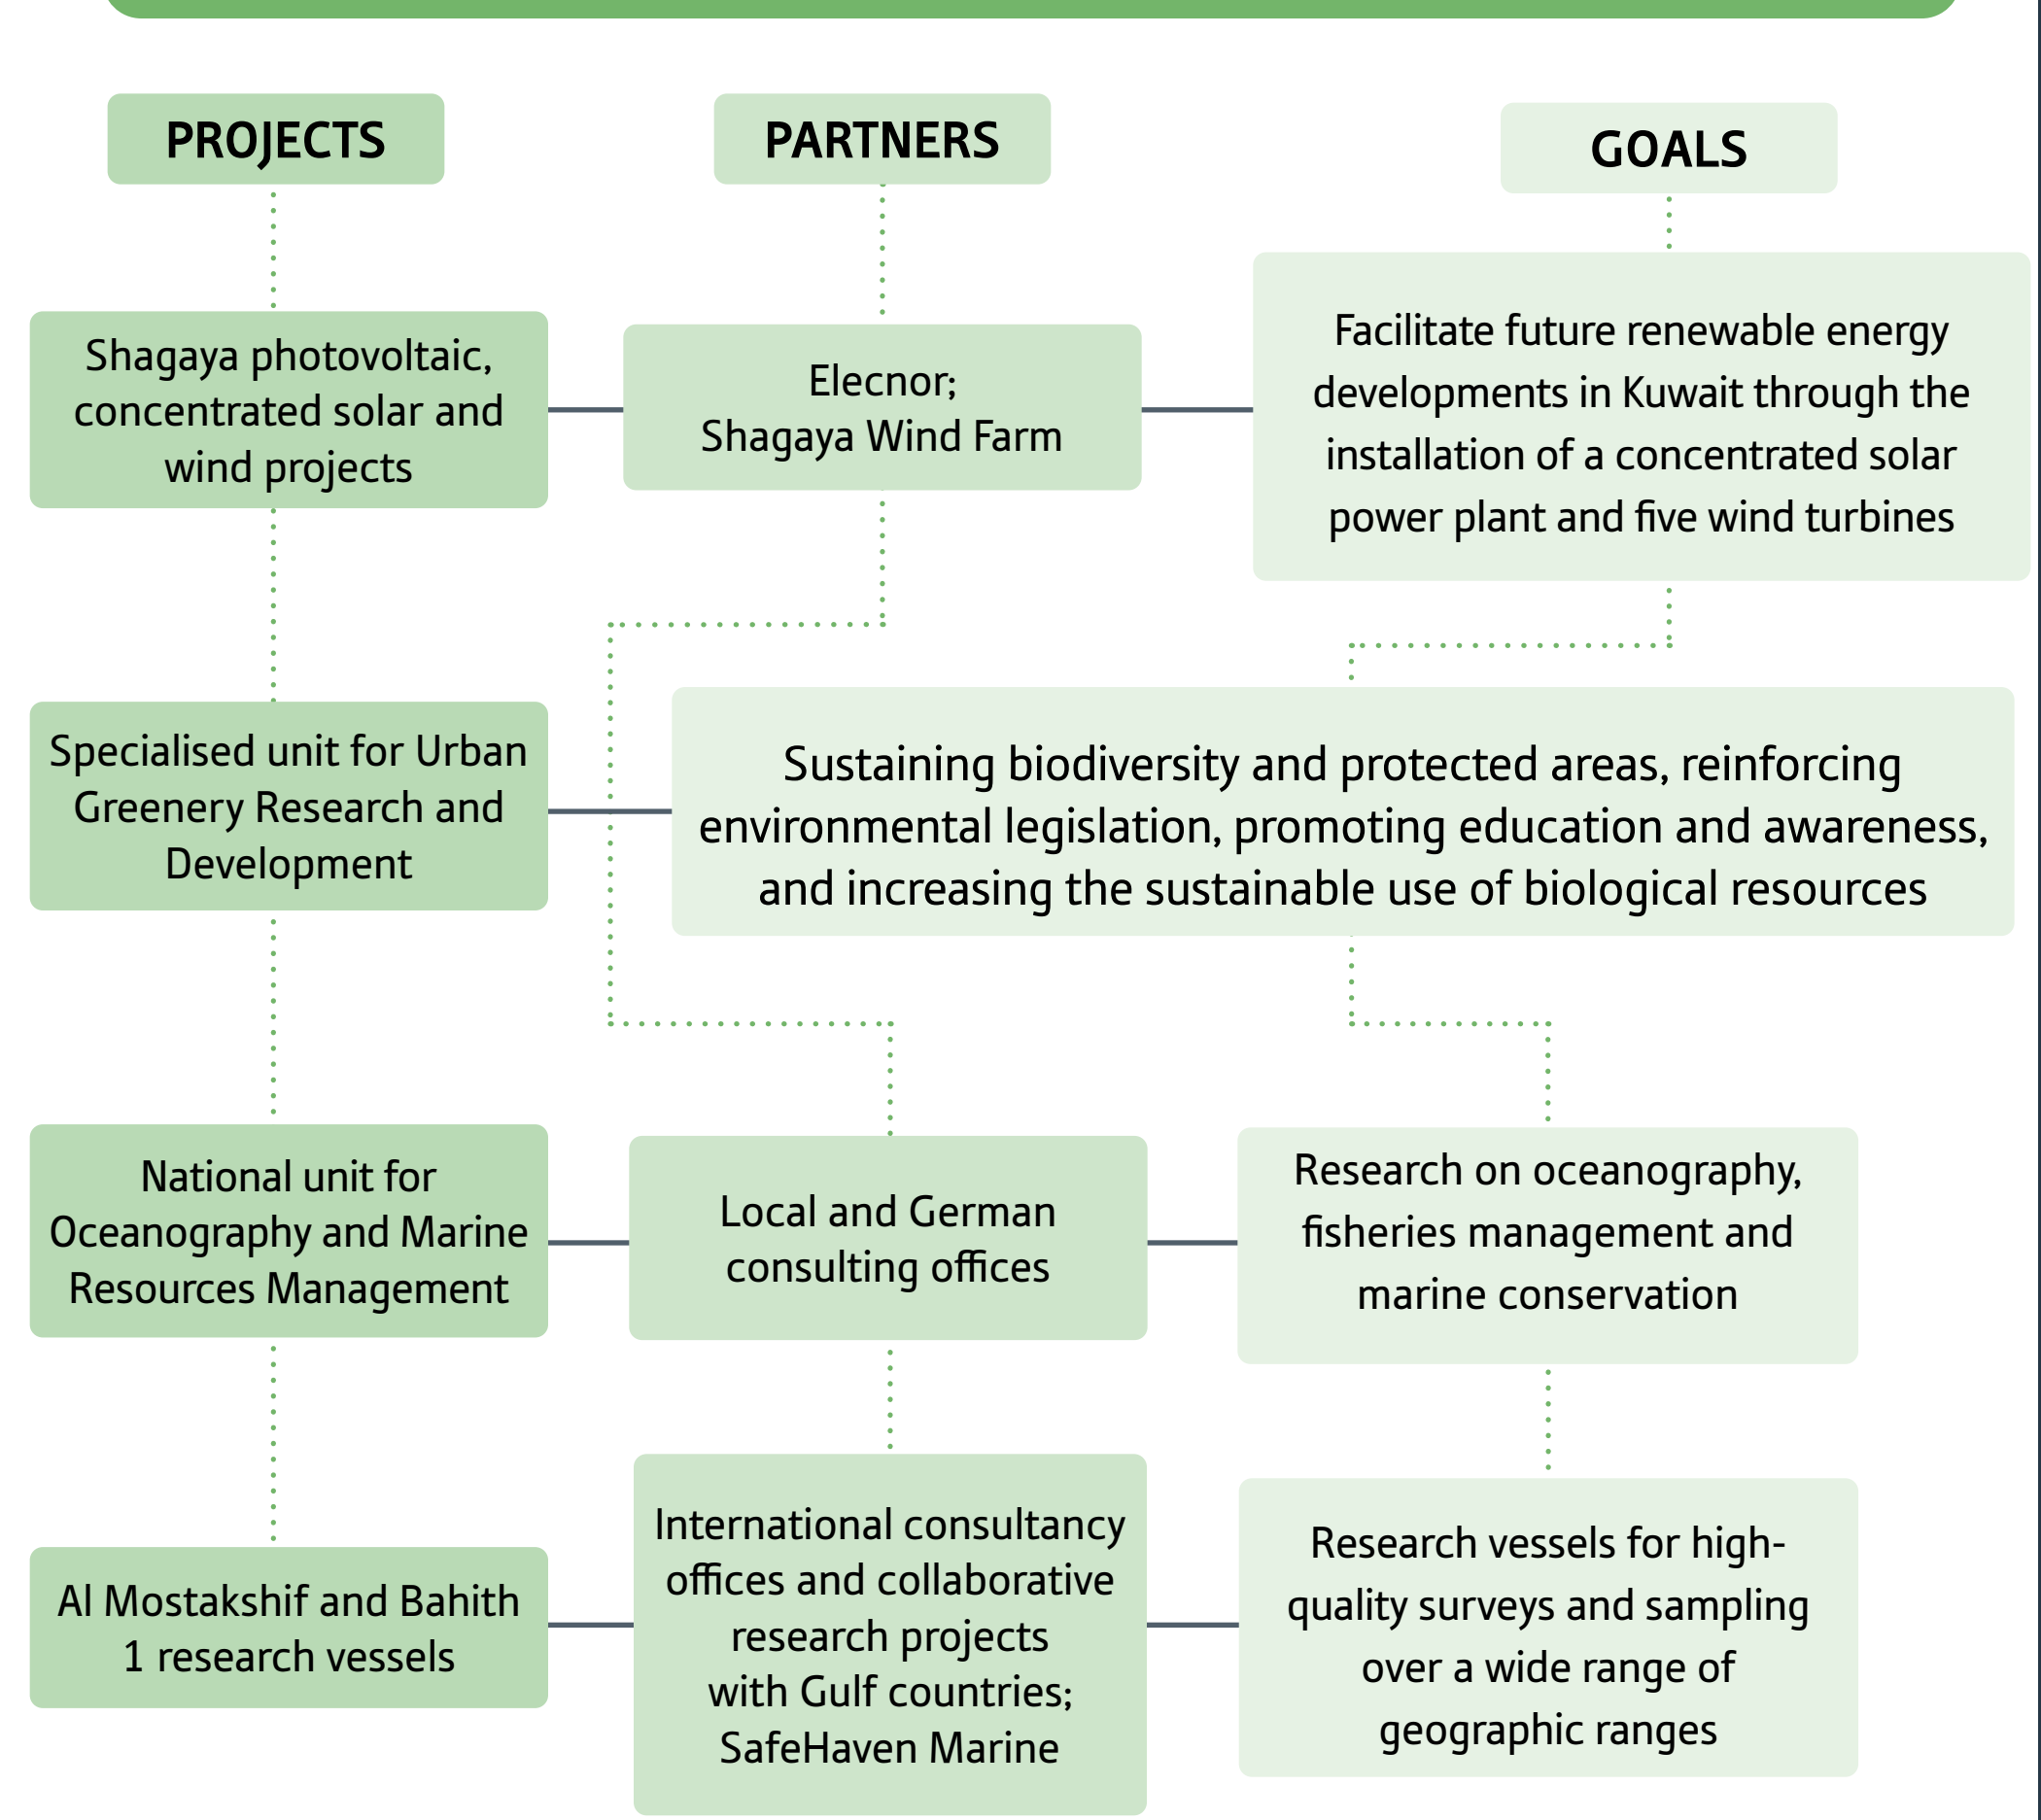 PROJECTS
PARTNERS
GOALS
Shagaya photovoltaic,
concentrated solar and
wind projects
Elecnor;
Shagaya Wind Farm
Facilitate future renewable energy
developments in Kuwait through the
installation of a concentrated solar
power plant and five wind turbines
Specialised unit for Urban
Greenery Research and
Development
Sustaining biodiversity and protected areas, reinforcing
environmental legislation, promoting education and awareness,
and increasing the sustainable use of biological resources
National unit for
Oceanography and Marine
Resources Management
Local and German
consulting offices
Research on oceanography,
fisheries management and
marine conservation
Al Mostakshif and Bahith
1 research vessels
International consultancy
offices and collaborative
research projects
with Gulf countries;
SafeHaven Marine
Research vessels for high-
quality surveys and sampling
over a wide range of
geographic ranges